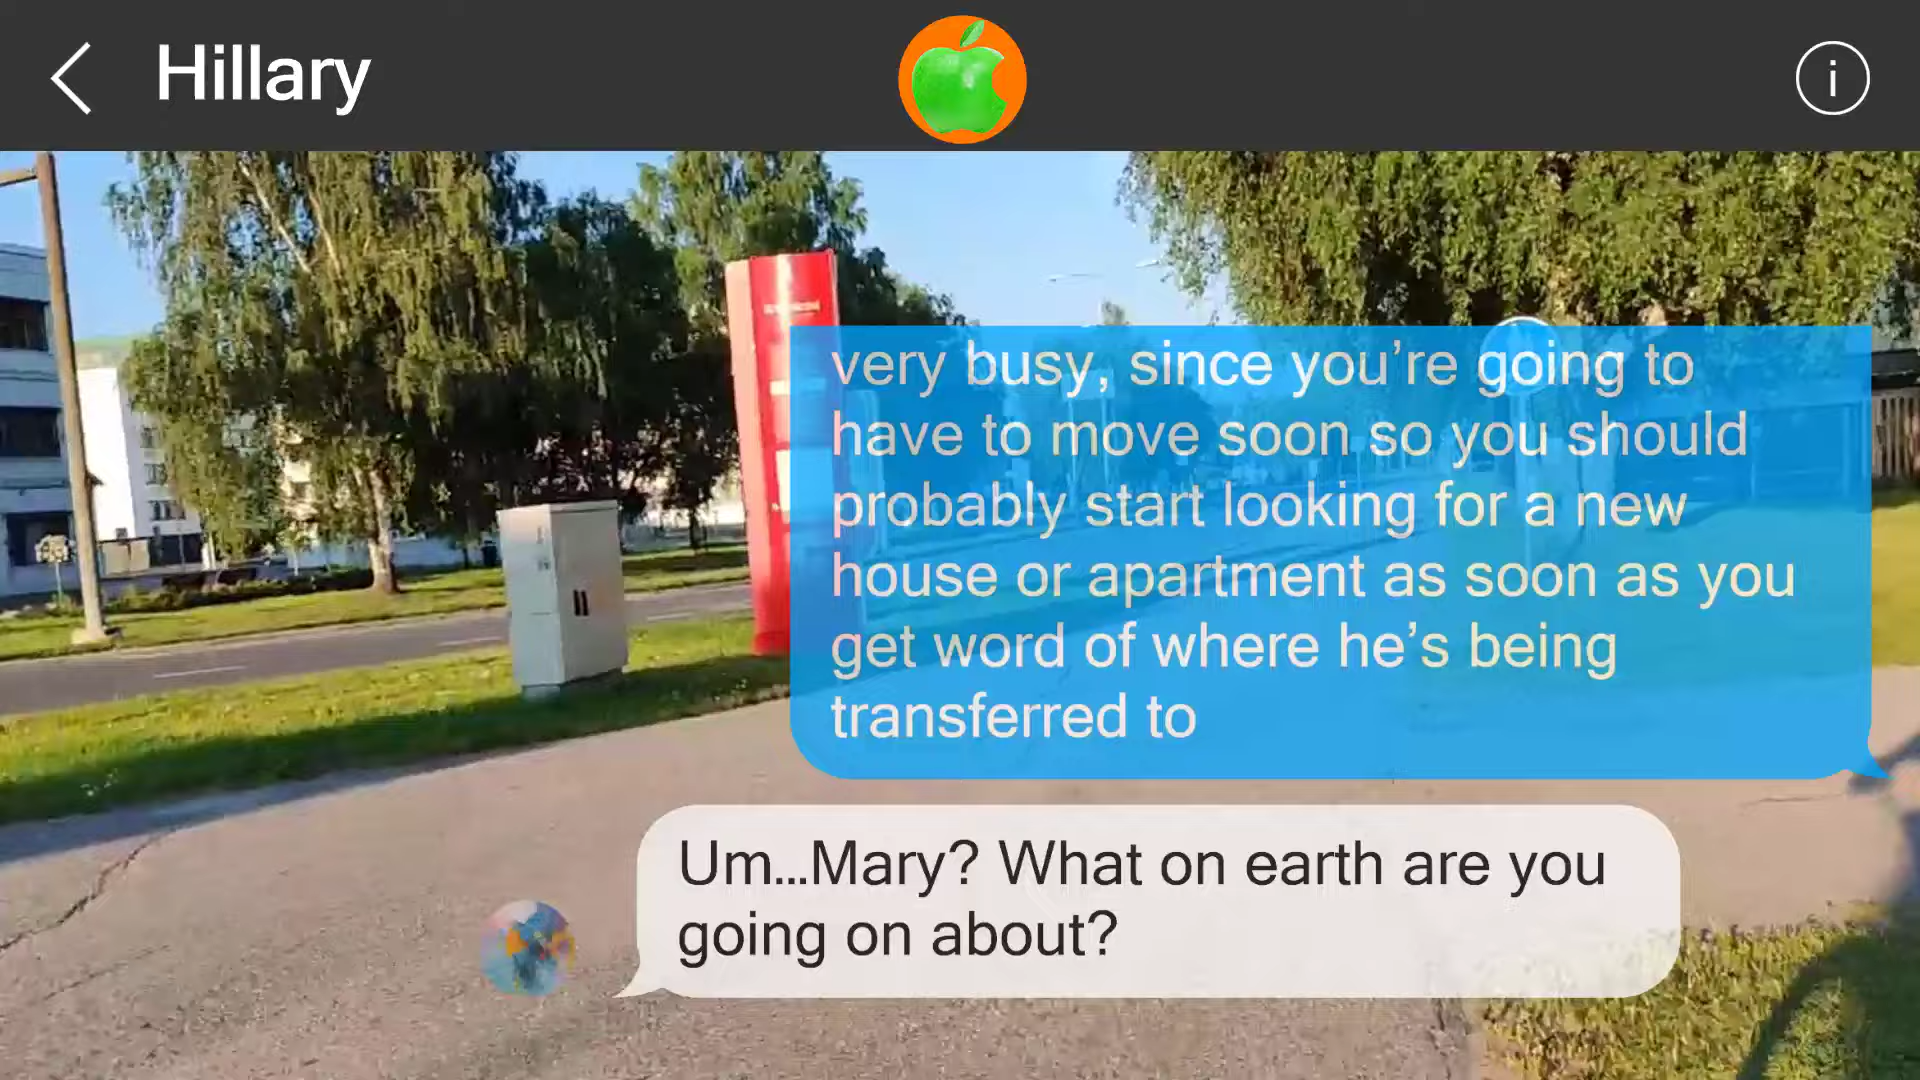 Hillary
very busy, since you’re going to
have to move soon so you should
probably start looking for a new
house or apartment as soon as you
get word of where he’s being
transferred to
Um...Mary? What on earth are you
going on about?